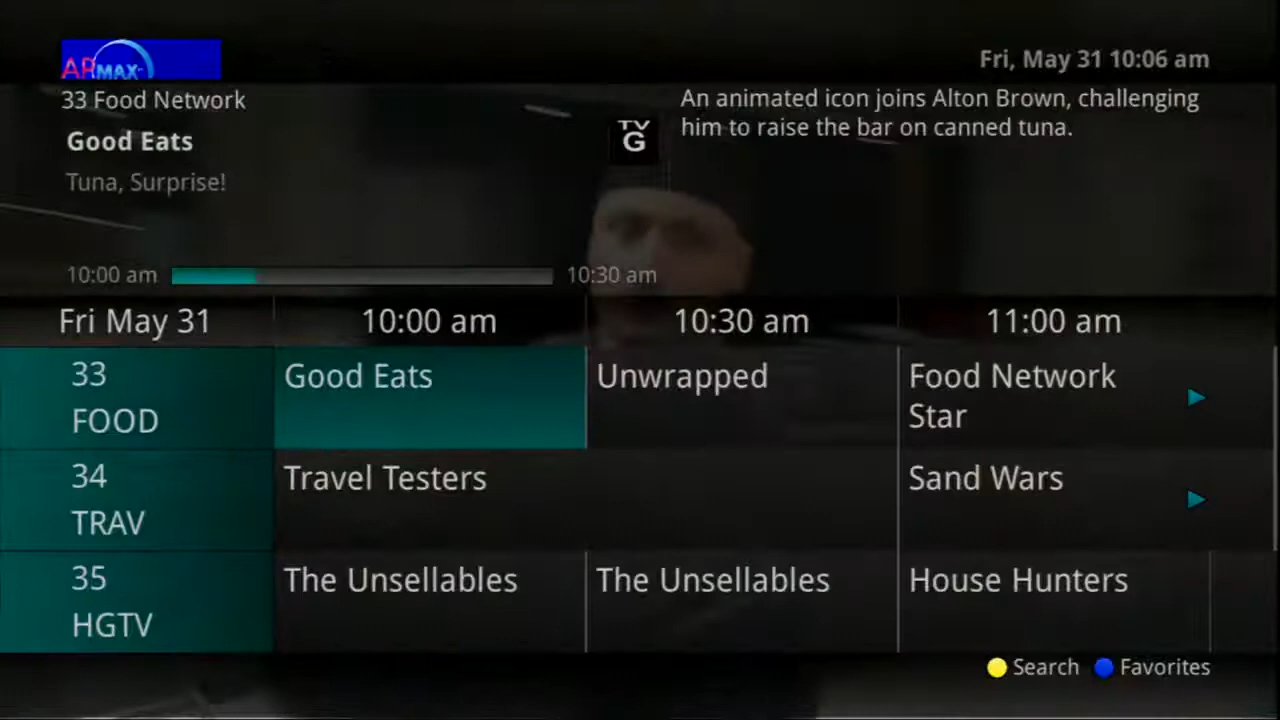 APMAX
Fri, May 31 10:06 am
33 Food Network
Good Eats
Tuna, Surprise!
TV
G
An animated icon joins Alton Brown, challenging
him to raise the bar on canned tuna.
10:00 am 10:30 am
Fri May 31 10:00 am 10:30 am 11:00 am
33
FOOD
Good Eats
Unwrapped
Food Network
Star
34
TRAV
Travel Testers
Sand Wars
35
HGTV
The Unsellables
The Unsellables
House Hunters
Search Favorites